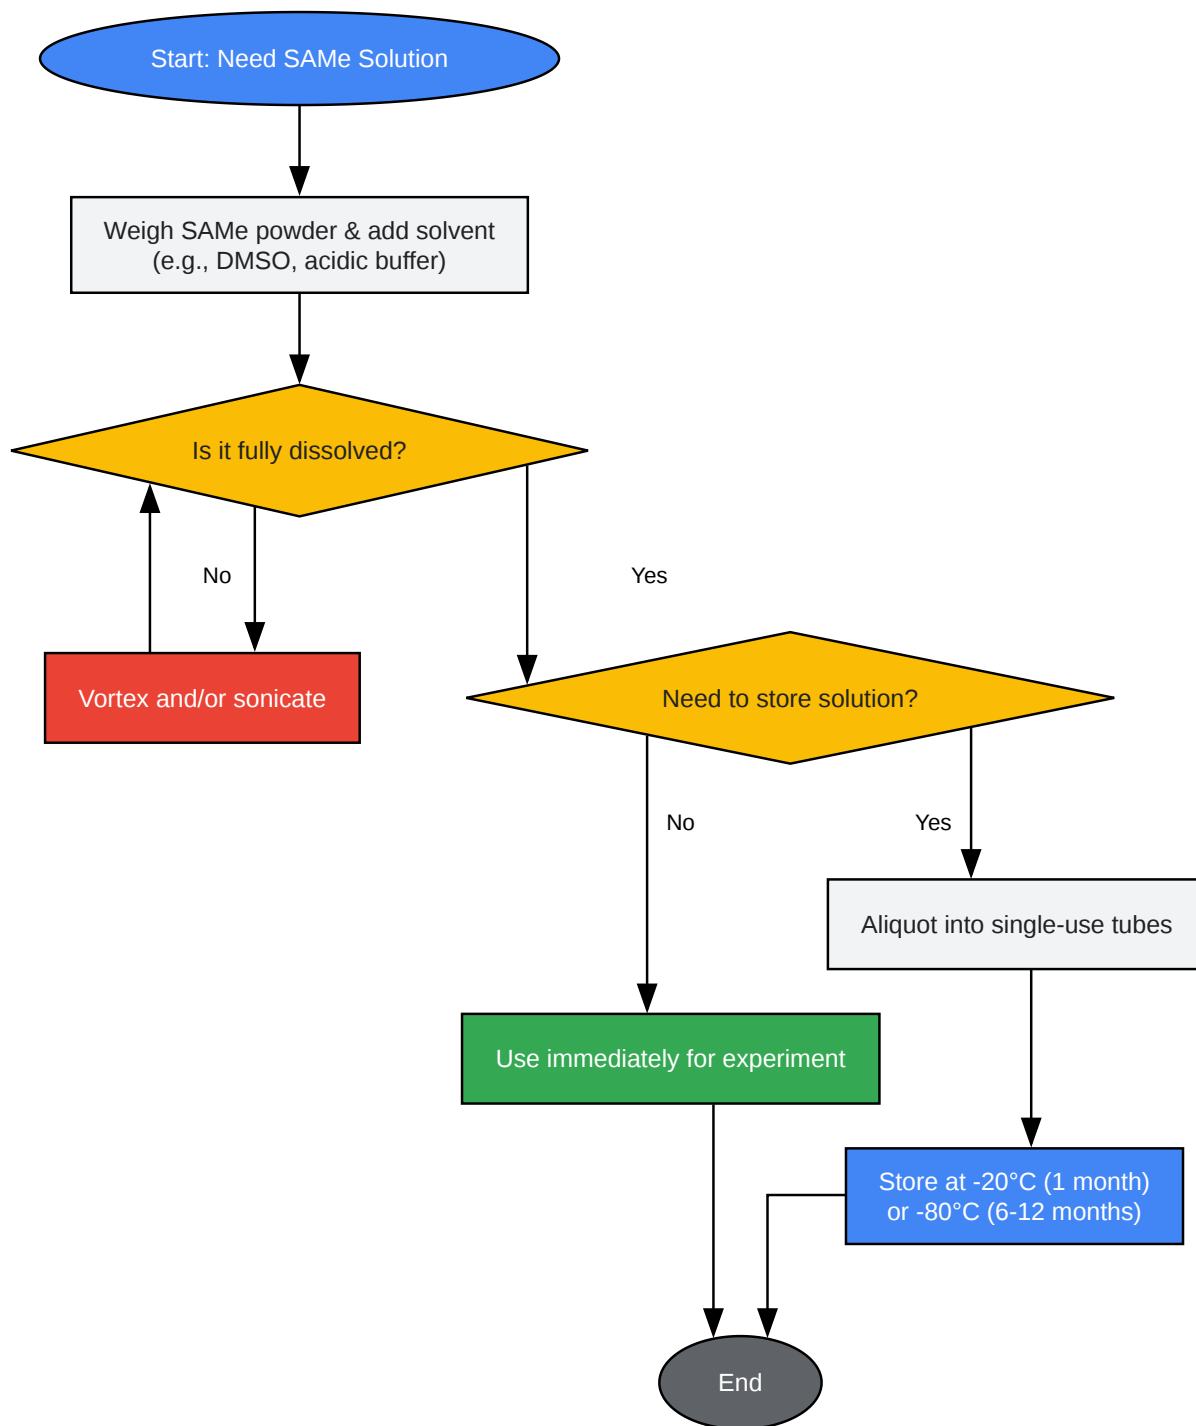 Start: Need SAMe Solution
Weigh SAMe powder & add solvent
(e.g., DMSO, acidic buffer)
Is it fully dissolved?
No
Yes
Vortex and/or sonicate
Need to store solution?
No
Yes
Aliquot into single-use tubes
Use immediately for experiment
Store at -20°C (1 month)
or -80°C (6-12 months)
End